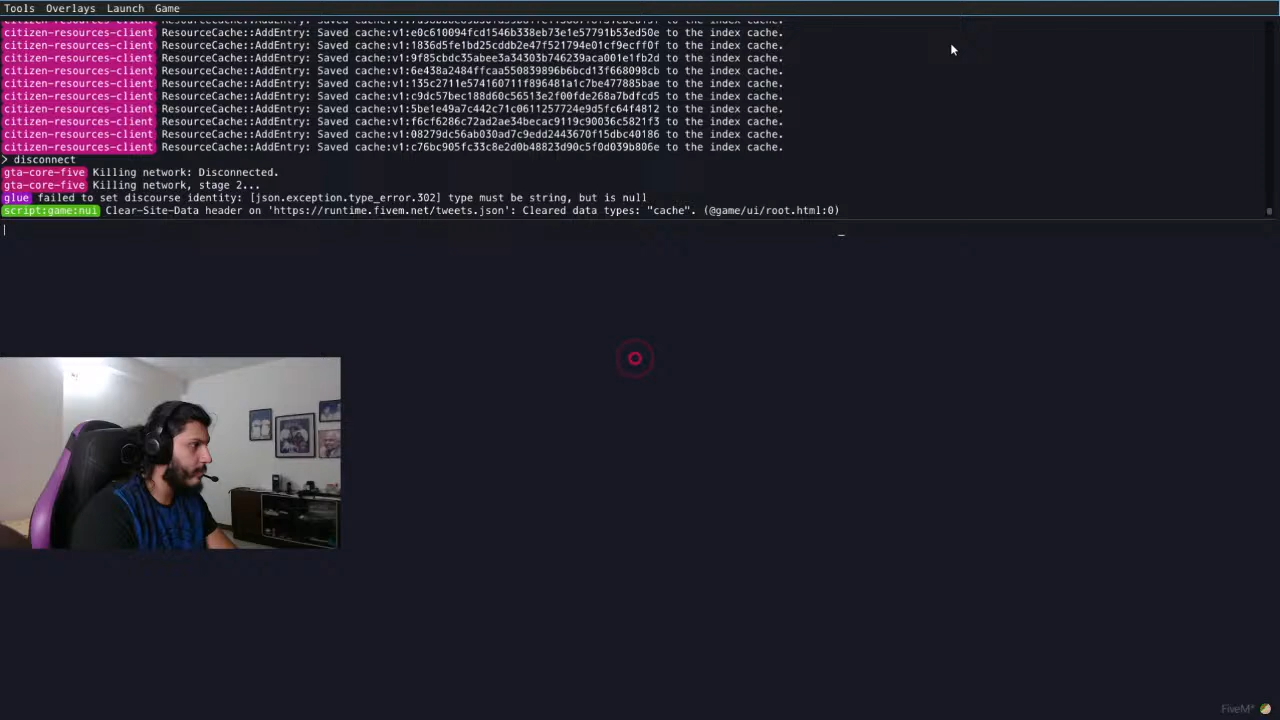 Tools Overlays Launch Game
citizen-resources-client ResourceCache::AddEntry: Saved cache:v1:e0c610094fcd1546b338eb73e1e57791b53ed50e to the index cache.
citizen-resources-client ResourceCache::AddEntry: Saved cache:v1:1836d5fe1bd25cddb2e47f521794e01cf9ecff0f to the index cache.
citizen-resources-client ResourceCache::AddEntry: Saved cache:v1:9f85cbdc35abee3a34303b746239aca001e1fb2d to the index cache.
citizen-resources-client ResourceCache::AddEntry: Saved cache:v1:6e438a2484ffcaa550839896b6bcd13f668098cb to the index cache.
citizen-resources-client ResourceCache::AddEntry: Saved cache:v1:135c2711e574160711f896481a1c7be477885bae to the index cache.
citizen-resources-client ResourceCache::AddEntry: Saved cache:v1:c9dc57bec188d60c56513e2f00fde268a7bdfcd5 to the index cache.
citizen-resources-client ResourceCache::AddEntry: Saved cache:v1:5be1e49a7c442c71c0611257724e9d5fc64f4812 to the index cache.
citizen-resources-client ResourceCache::AddEntry: Saved cache:v1:f6cf6286c72ad2ae34becac9119c90036c5821f3 to the index cache.
citizen-resources-client ResourceCache::AddEntry: Saved cache:v1:08279dc56ab030ad7c9edd2443670f15dbc40186 to the index cache.
citizen-resources-client ResourceCache::AddEntry: Saved cache:v1:c76bc905fc33c8e2d0b48823d90c5f0d039b806e to the index cache.
> disconnect
gta-core-five Killing network: Disconnected.
gta-core-five Killing network, stage 2...
glue failed to set discourse identity: [json.exception.type_error.302] type must be string, but is null
script:game:nui Clear-Site-Data header on 'https://runtime.fivem.net/tweets.json': Cleared data types: "cache". (@game/ui/root.html:0)
FiveM*